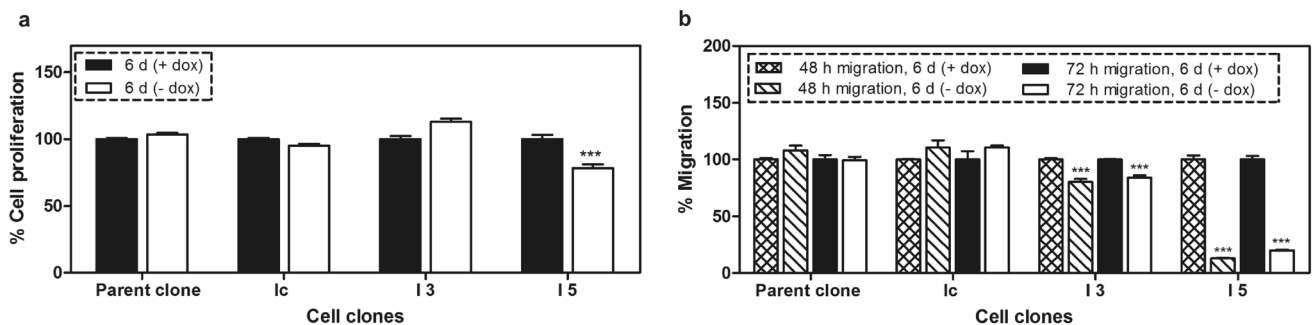 a
% Cell proliferation
150
100
50
0
6 d (+ dox)
6 d (- dox)
***
Parent clone
Ic
I 3
I 5
Cell clones
b
% Migration
200
150
100
50
0
48 h migration, 6 d (+ dox)
48 h migration, 6 d (- dox)
72 h migration, 6 d (+ dox)
72 h migration, 6 d (- dox)
***
***
***
***
Parent clone
Ic
I 3
I 5
Cell clones